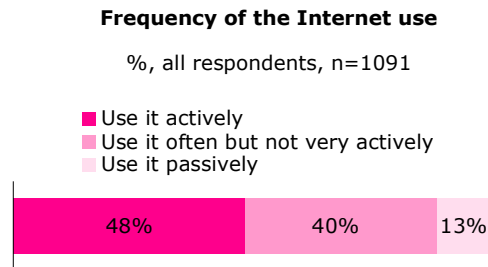 Frequency of the Internet use
%, all respondents, n=1091
Use it actively
Use it often but not very actively
Use it passively
48% 40% 13%